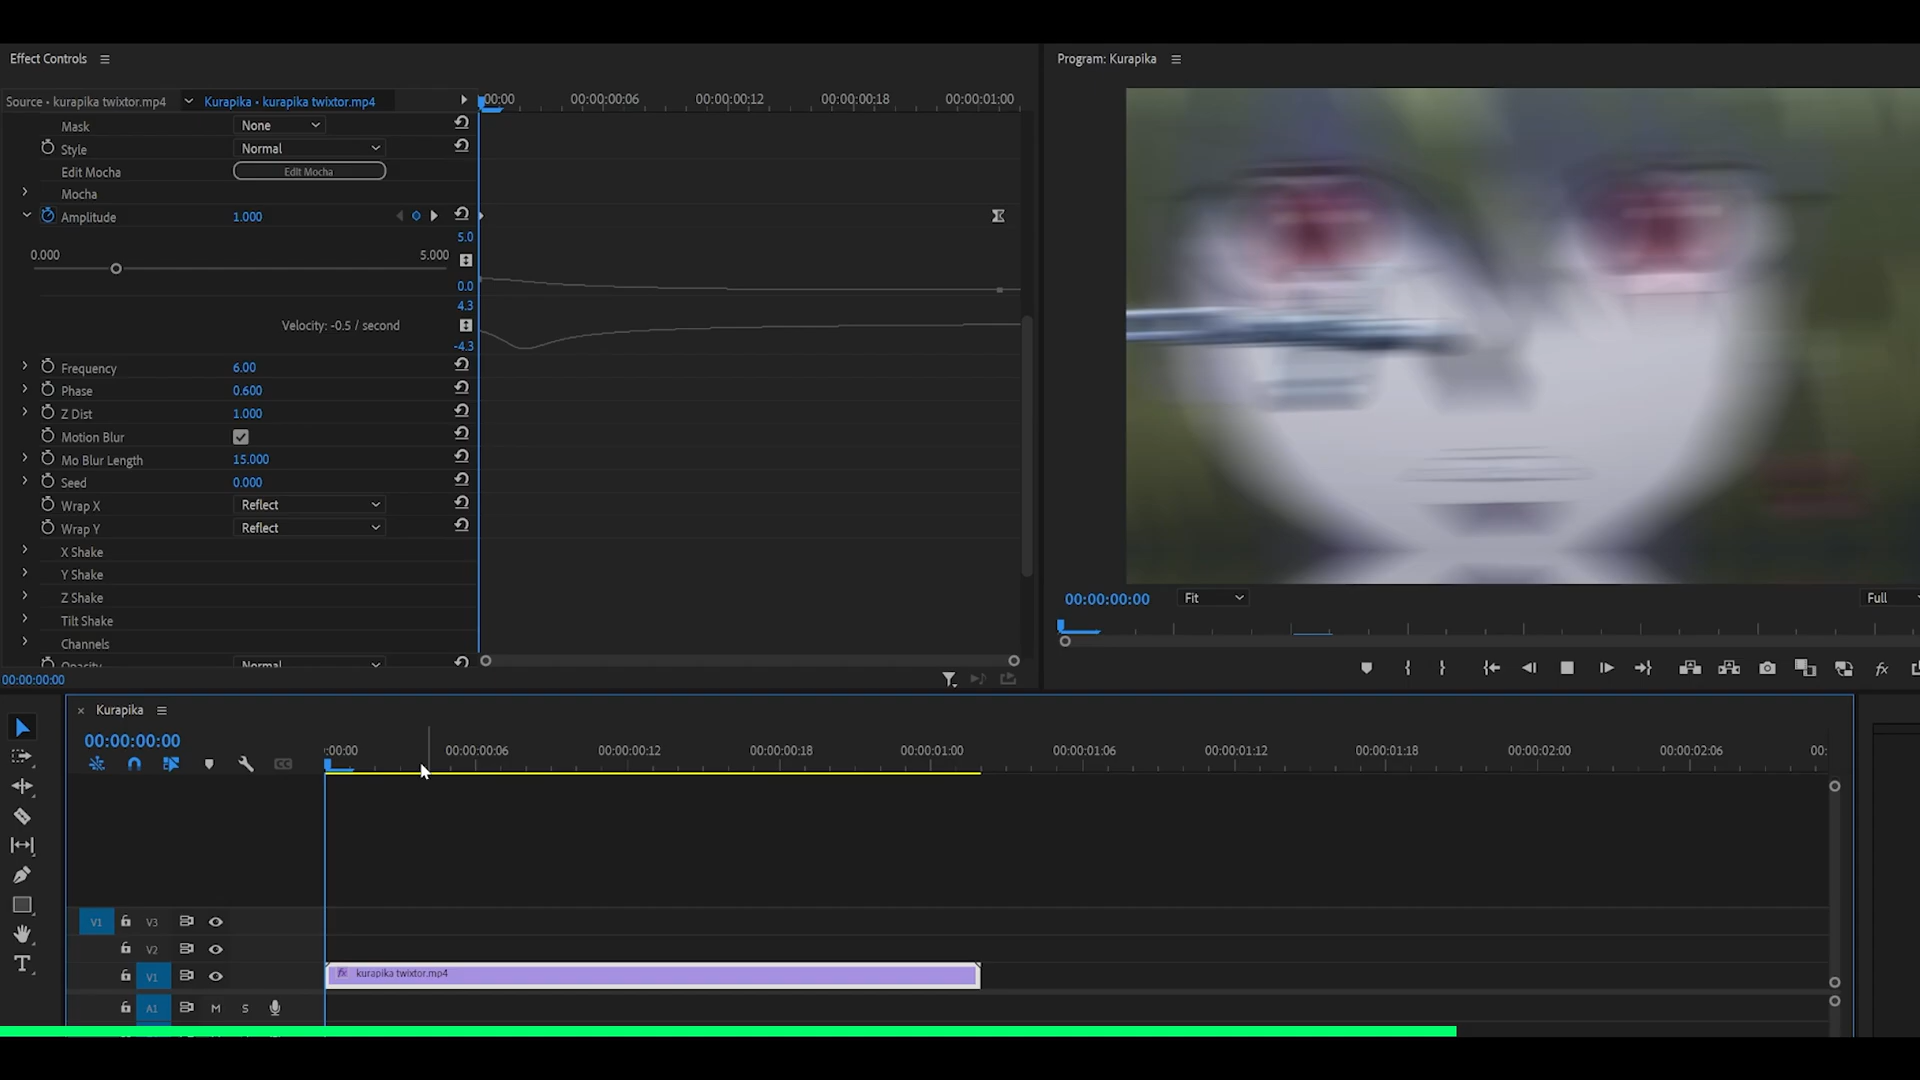 Effect Controls
Program: Kurapika
Source • kurapika twixtor.mp4
Kurapika • kurapika twixtor.mp4
:00:00 00:00:00:06 00:00:00:12 00:00:00:18 00:00:01:00
Mask None
Style Normal
Edit Mocha Edit Mocha
Mocha
Amplitude 1.000
5.0
0.000 5.000
0.0
4.3
Velocity: -0.5 / second
-4.3
Frequency 6.00
Phase 0.600
Z Dist 1.000
Motion Blur
Mo Blur Length 15.000
Seed 0.000
Wrap X Reflect
Wrap Y Reflect
X Shake
Y Shake
Z Shake
Tilt Shake
Channels
Opacity Normal
00:00:00:00
00:00:00:00 Fit Full
Kurapika
00:00:00:00
:00:00 00:00:00:06 00:00:00:12 00:00:00:18 00:00:01:00 00:00:01:06 00:00:01:12 00:00:01:18 00:00:02:00 00:00:02:06 00:
V1 V3
V2
V1 fx kurapika twixtor.mp4
A1 M S